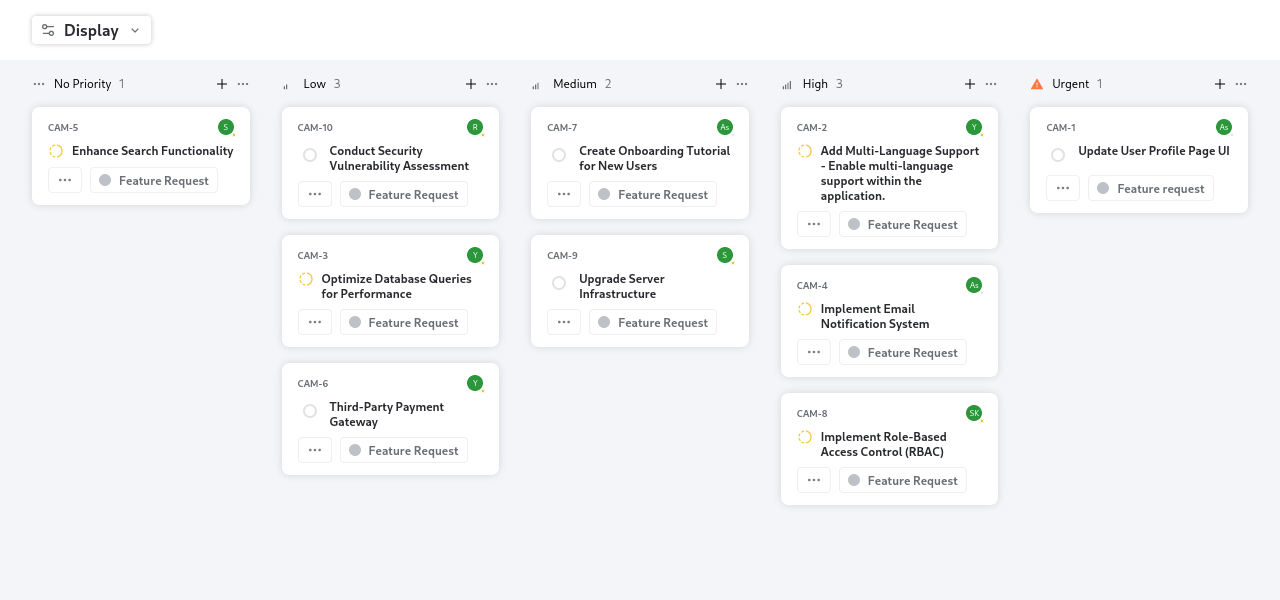 Display
No Priority 1
CAM-5
S
Enhance Search Functionality
Feature Request
Low 3
CAM-10
R
Conduct Security
Vulnerability Assessment
Feature Request
CAM-3
Y
Optimize Database Queries
for Performance
Feature Request
CAM-6
Y
Third-Party Payment
Gateway
Feature Request
Medium 2
CAM-7
As
Create Onboarding Tutorial
for New Users
Feature Request
CAM-9
S
Upgrade Server
Infrastructure
Feature Request
High 3
CAM-2
Y
Add Multi-Language Support
- Enable multi-language
support within the
application.
Feature Request
CAM-4
As
Implement Email
Notification System
Feature Request
CAM-8
SK
Implement Role-Based
Access Control (RBAC)
Feature Request
Urgent 1
CAM-1
As
Update User Profile Page UI
Feature request